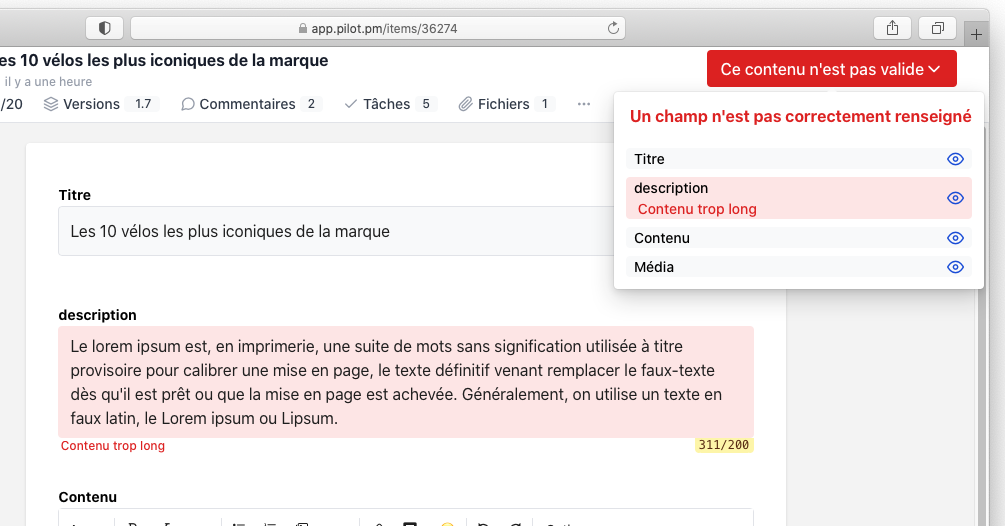 app.pilot.pm/items/36274
es 10 vélos les plus iconiques de la marque
il y a une heure
Ce contenu n'est pas valide
/20 Versions 1.7 Commentaires 2 Tâches 5 Fichiers 1 ...
Un champ n'est pas correctement renseigné
Titre
description
Contenu trop long
Contenu
Média
Titre
Les 10 vélos les plus iconiques de la marque
description
Le lorem ipsum est, en imprimerie, une suite de mots sans signification utilisée à titre
provisoire pour calibrer une mise en page, le texte définitif venant remplacer le faux-texte
dès qu'il est prêt ou que la mise en page est achevée. Généralement, on utilise un texte en
faux latin, le Lorem ipsum ou Lipsum.
Contenu trop long 311/200
Contenu